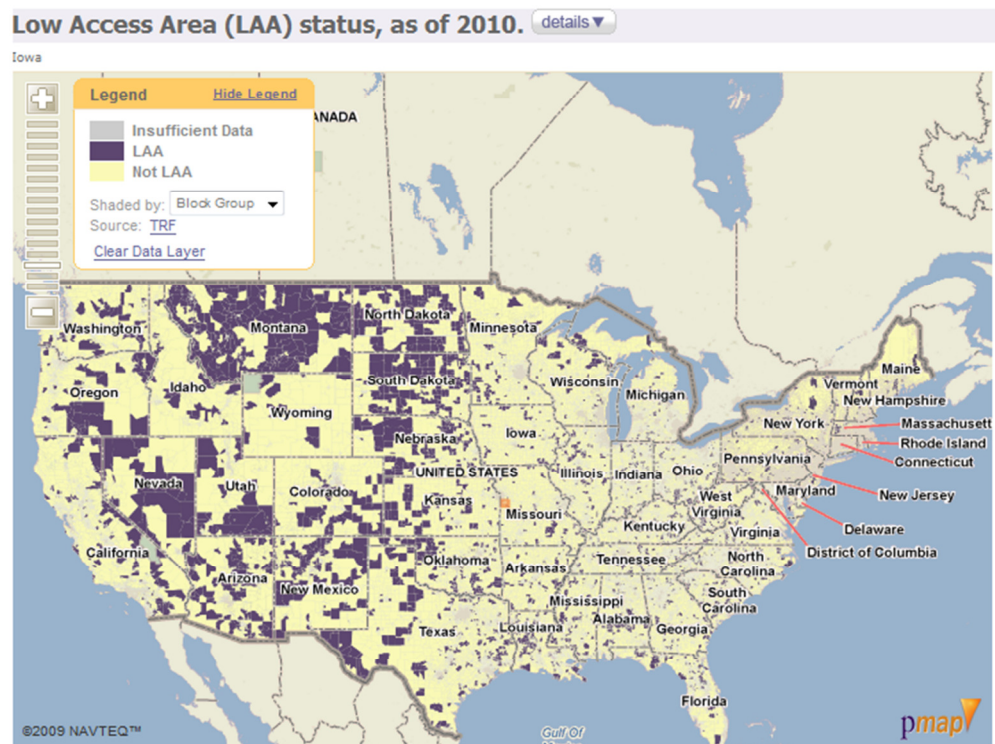 Low Access Area (LAA) status, as of 2010. details ▼
Iowa
Legend Hide Legend
Insufficient Data
LAA
Not LAA
Shaded by: Block Group
Source: TRF
Clear Data Layer
ANADA
Washington
Montana
North Dakota
Minnesota
Maine
Oregon
Idaho
South Dakota
Wisconsin
Michigan
Vermont
New Hampshire
Wyoming
New York
Massachusett
Nebraska
Iowa
Rhode Island
Pennsylvania
Connecticut
Nevada
Utah
Colorado
UNITED STATES
Illinois
Indiana
Ohio
Maryland
New Jersey
Kansas
Missouri
West
Virginia
Delaware
Kentucky
Virginia
California
District of Columbia
Oklahoma
Arkansas
Tennessee
North
Carolina
Arizona
New Mexico
South
Carolina
Mississippi
Alabama
Georgia
Texas
Louisiana
Florida
©2009 NAVTEQ™
Gulf Of
pmap